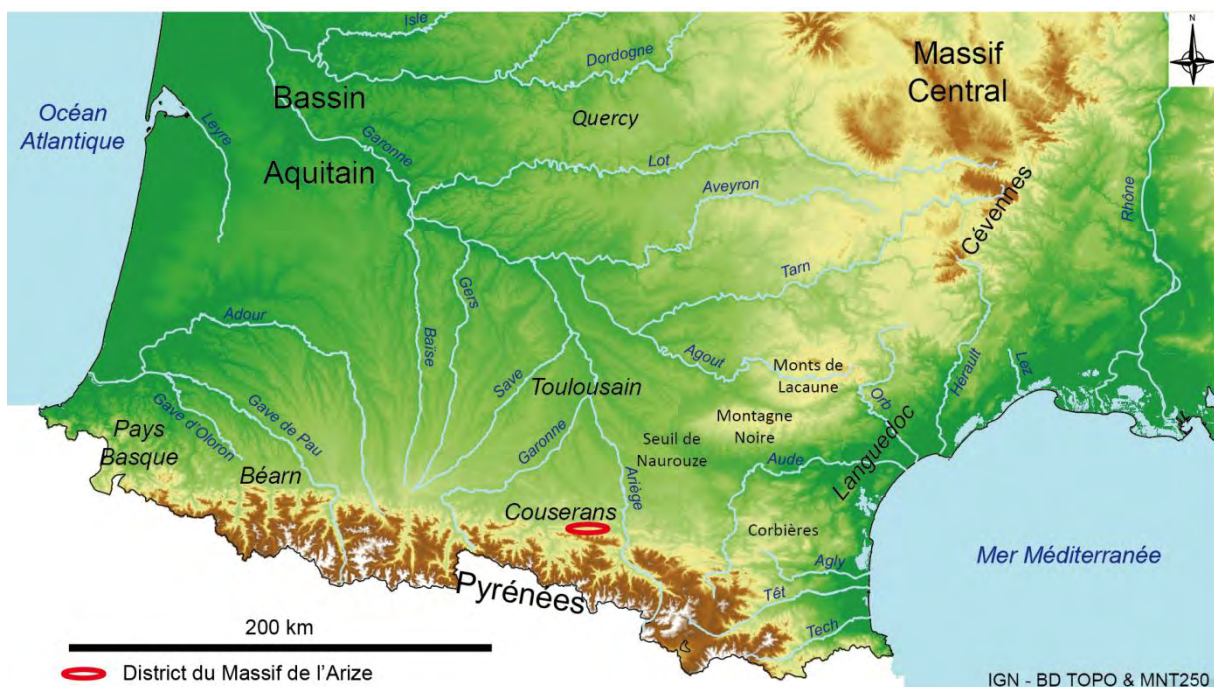 Isle
Dordogne
Massif
Central
N
Océan
Atlantique
Leyre
Bassin
Aquitain
Garonne
Quercy
Lot
Aveyron
Cévennes
Rhône
Tarn
Adour
Baïse
Gers
Save
Toulousain
Agout
Monts de
Lacaune
Orb
Hérault
Lez
Montagne
Noire
Seuil de
Naurouze
Aude
Languedoc
Pays
Basque
Gave d'Oloron
Gave de Pau
Béarn
Garonne
Ariège
Couserans
Corbières
Agly
Mer Méditerranée
Pyrénées
Têt
Tech
200 km
District du Massif de l'Arize
IGN - BD TOPO & MNT250